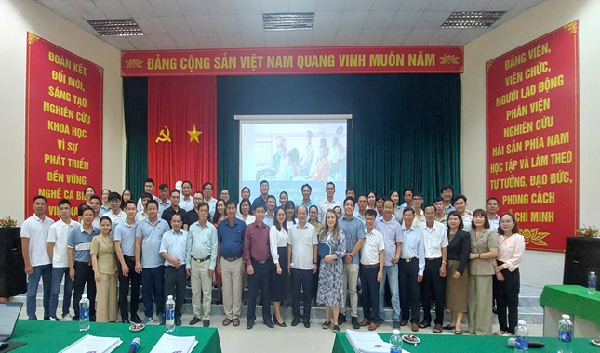 ĐẢNG CỘNG SẢN VIỆT NAM QUANG VINH MUÔN NĂM
ĐOÀN KẾT
ĐỔI MỚI,
SÁNG TẠO
NGHIÊN CỨU
KHOA HỌC
VÌ SỰ
PHÁT TRIỂN
BỀN VỮNG
NGHỀ CÁ
ĐẢNG VIÊN,
VIÊN CHỨC,
NGƯỜI LAO ĐỘNG
PHÂN VIỆN
NGHIÊN CỨU
HẢI SẢN PHÍA NAM
HỌC TẬP VÀ LÀM THEO
TƯ TƯỞNG, ĐẠO ĐỨC,
PHONG CÁCH
CHÍ MINH